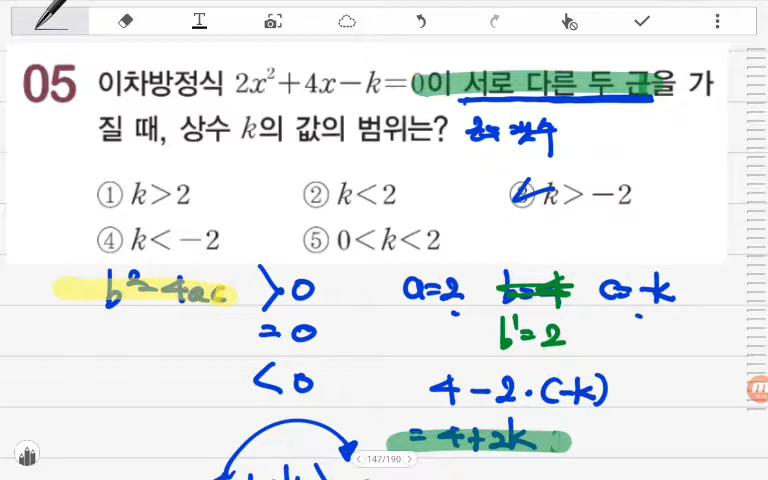 05 이차방정식 2x²+4x−k=0이 서로 다른 두 근을 가
질 때, 상수 k의 값의 범위는?
① k>2 ② k<2 ③ k>−2
④ k<−2 ⑤ 0<k<2
b²-4ac >0 a=2 b=4 c=-k
=0 b'=2
<0 4-2·(-k)
=4+2k
147/190